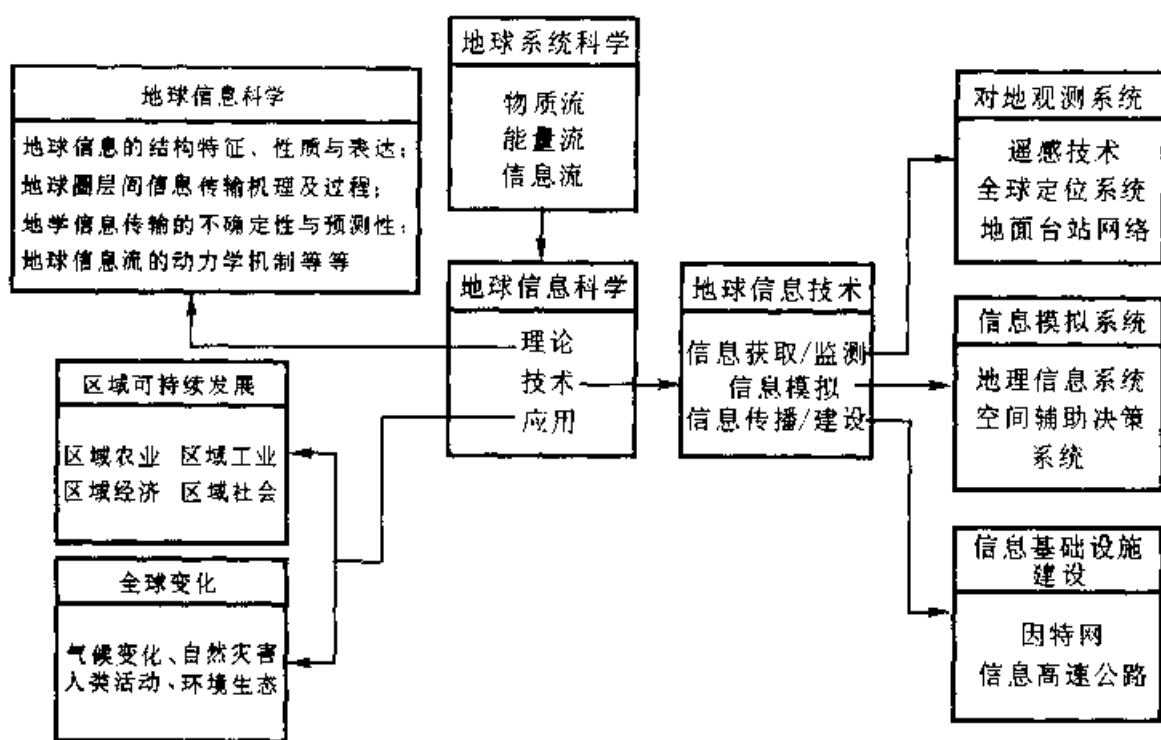 地球系统科学
物质流
能量流
信息流
地球信息科学
地球信息的结构特征、性质与表达;
地球圈层间信息传输机理及过程;
地学信息传输的不确定性与预测性;
地球信息流的动力学机制等等
地球信息科学
理论
技术
应用
地球信息技术
信息获取/监测
信息模拟
信息传播/建设
对地观测系统
遥感技术
全球定位系统
地面台站网络
信息模拟系统
地理信息系统
空间辅助决策
系统
信息基础设施
建设
因特网
信息高速公路
区域可持续发展
区域农业 区域工业
区域经济 区域社会
全球变化
气候变化、自然灾害
人类活动、环境生态